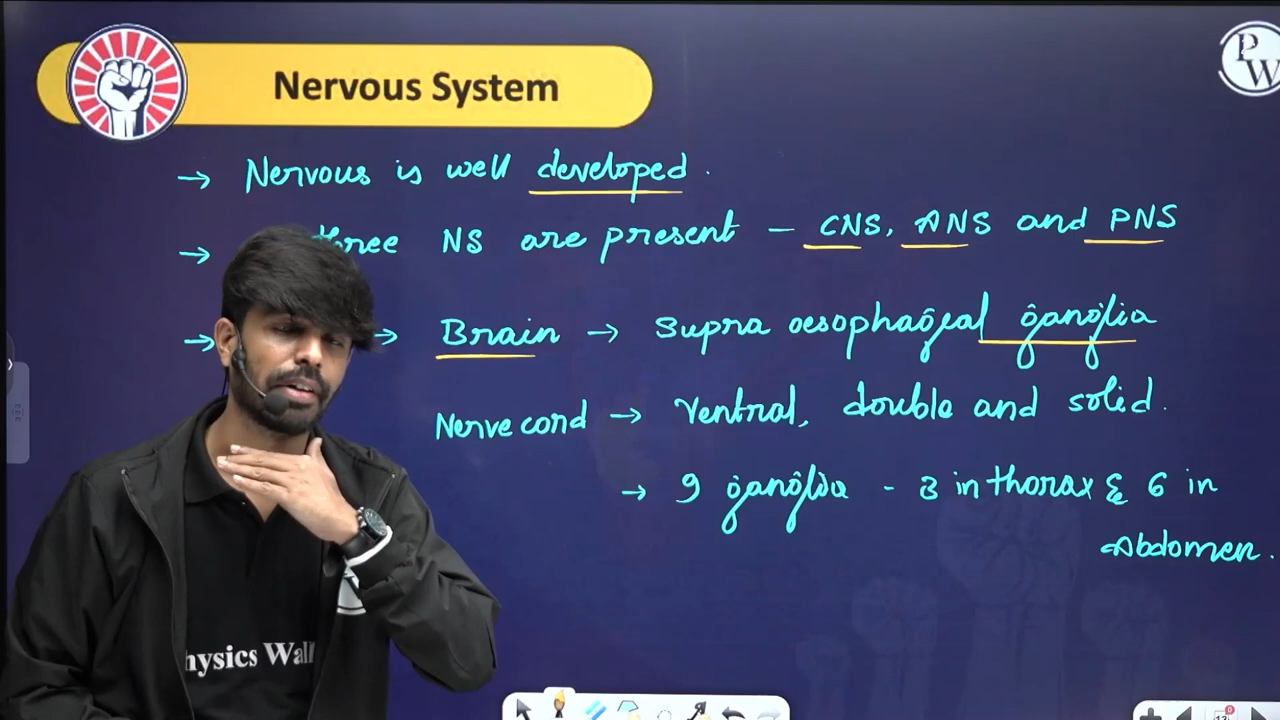 Nervous System
P
W
→ Nervous is well developed.
→ three NS are present - CNS, ANS and PNS
→ → Brain → Supra oesophageal ganglia
Nerve cord → Ventral, double and solid.
→ 9 ganglia - 3 in thorax & 6 in
Abdomen.
hysics Wall